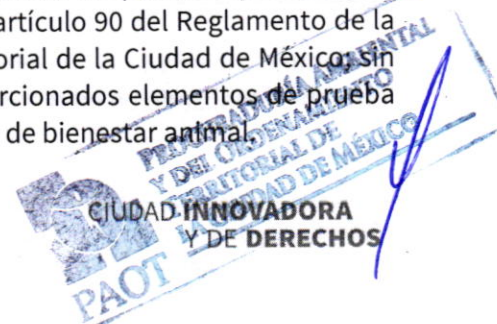 artículo 90 del Reglamento de la
orial de la Ciudad de México; sin
rcionados elementos de prueba
de bienestar animal.
PROCURADURÍA AMBIENTAL
Y DEL ORDENAMIENTO
TERRITORIAL DE
LA CIUDAD DE MÉXICO
PAOT
CIUDAD INNOVADORA
Y DE DERECHOS